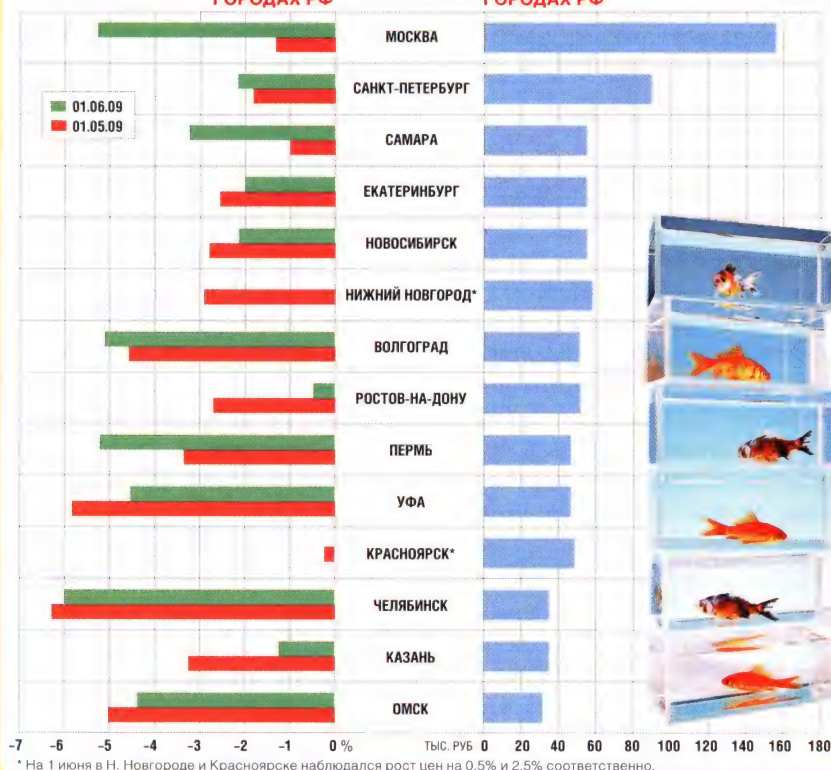 ГОРОДАХ РФ
ГОРОДАХ РФ
МОСКВА
САНКТ-ПЕТЕРБУРГ
01.06.09
01.05.09
САМАРА
ЕКАТЕРИНБУРГ
НОВОСИБИРСК
НИЖНИЙ НОВГОРОД*
ВОЛГОГРАД
РОСТОВ-НА-ДОНУ
ПЕРМЬ
УФА
КРАСНОЯРСК*
ЧЕЛЯБИНСК
КАЗАНЬ
ОМСК
-7 -6 -5 -4 -3 -2 -1 0 % ТЫС. РУБ 0 20 40 60 80 100 120 140 160 180
* На 1 июня в Н. Новгороде и Красноярске наблюдался рост цен на 0,5% и 2,5% соответственно.